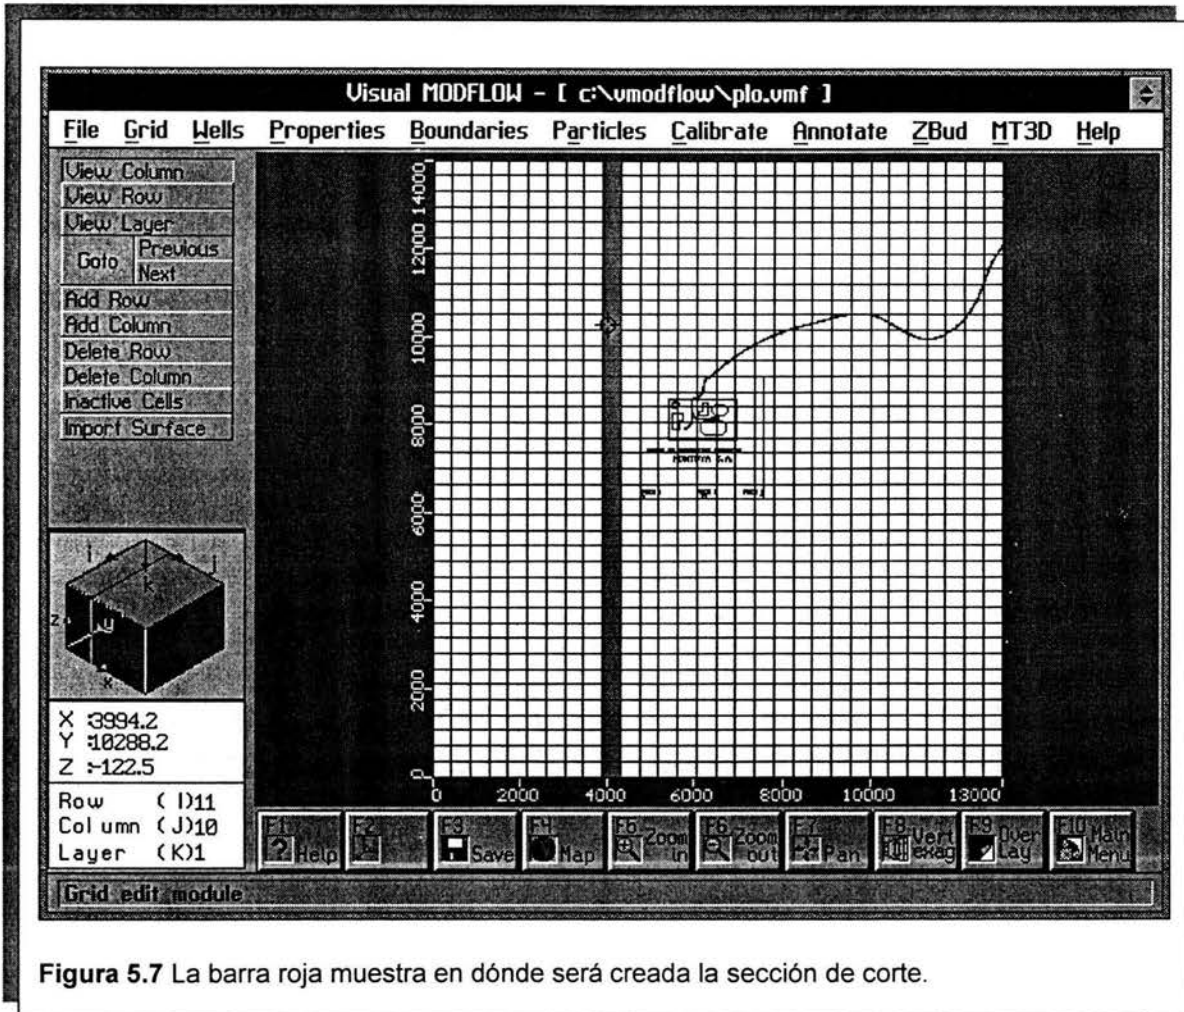 Visual MODFLOW - [ c:\vmodflow\plo.vmf ]
File Grid Wells Properties Boundaries Particles Calibrate Annotate ZBud MT3D Help
View Column
View Row
View Layer
Goto
Previous
Next
Add Row
Add Column
Delete Row
Delete Column
Inactive Cells
Import Surface
14000
12000
10000
8000
6000
4000
2000
0
0 2000 4000 6000 8000 10000 13000
X :3994.2
Y :10288.2
Z :-122.5
Row ( I)11
Column (J)10
Layer (K)1
F1 ? Help
F2
F3 Save
F4 Map
F5 Zoom in
F6 Zoom out
F7 Pan
F8 Vert exag
F9 Over Lay
F10 Main Menu
Grid edit module
Figura 5.7 La barra roja muestra en dónde será creada la sección de corte.